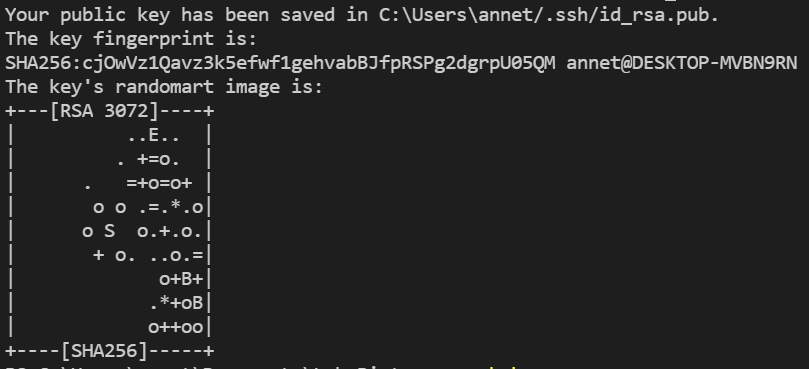 Your public key has been saved in C:\Users\annet/.ssh/id_rsa.pub.
The key fingerprint is:
SHA256:cjOwVz1Qavz3k5efwf1gehvabBJfpRSPg2dgrpU05QM annet@DESKTOP-MVBN9RN
The key's randomart image is:
+---[RSA 3072]----+
|          ..E..  |
|         . +=o.  |
|      .   =+o=o+ |
|       o o .=.*.o|
|      o S  o.+.o.|
|       + o. ..o.=|
|             o+B+|
|            .*+oB|
|            o++oo|
+----[SHA256]-----+